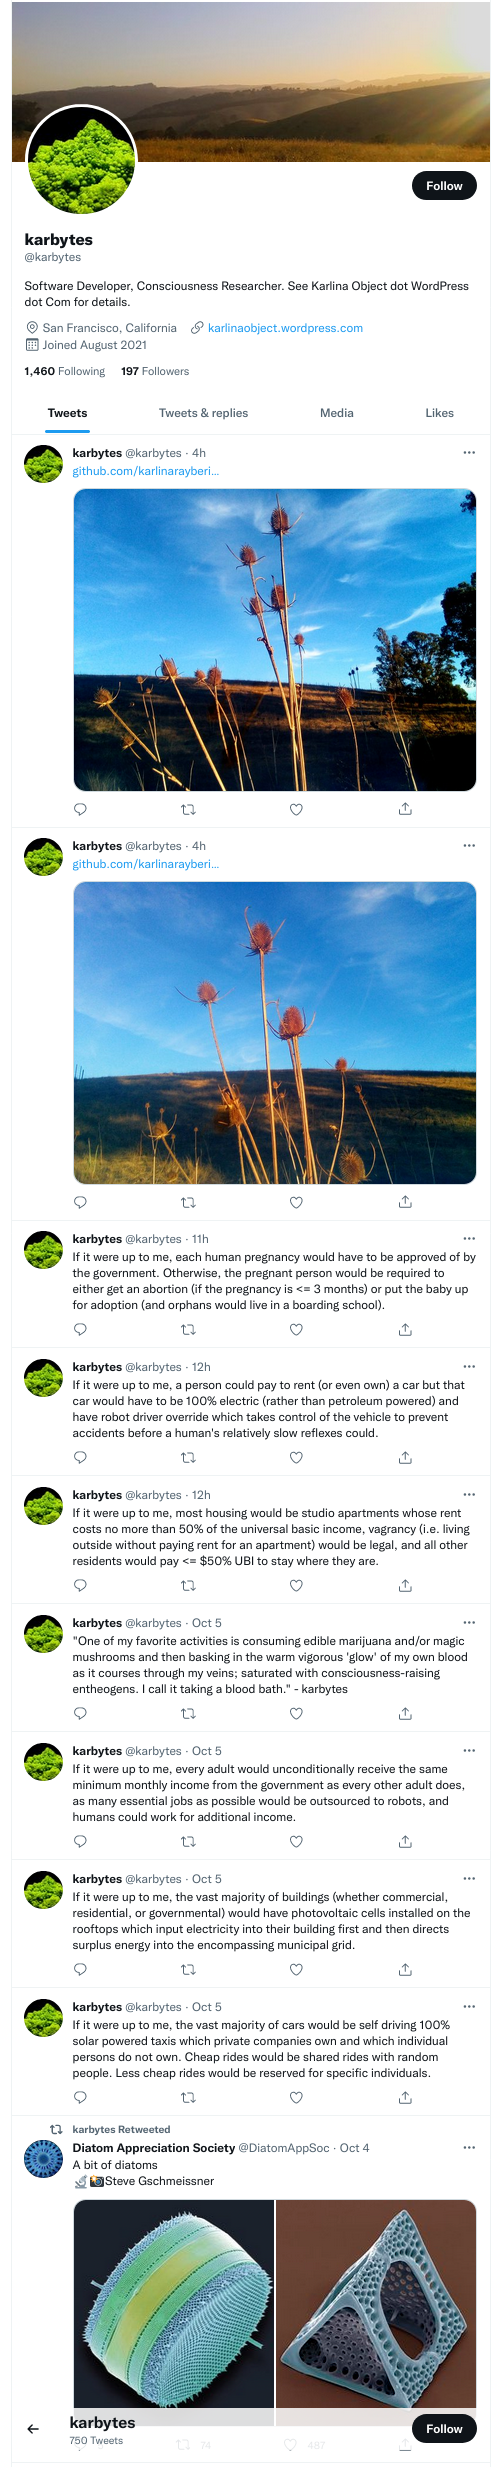 Follow
karbytes
@karbytes
Software Developer, Consciousness Researcher. See Karlina Object dot WordPress
dot Com for details.
San Francisco, California karlinaobject.wordpress.com
Joined August 2021
1,460 Following 197 Followers
Tweets Tweets & replies Media Likes
karbytes @karbytes · 4h
github.com/karlinarayberi...
karbytes @karbytes · 4h
github.com/karlinarayberi...
karbytes @karbytes · 11h
If it were up to me, each human pregnancy would have to be approved of by
the government. Otherwise, the pregnant person would be required to
either get an abortion (if the pregnancy is <= 3 months) or put the baby up
for adoption (and orphans would live in a boarding school).
karbytes @karbytes · 12h
If it were up to me, a person could pay to rent (or even own) a car but that
car would have to be 100% electric (rather than petroleum powered) and
have robot driver override which takes control of the vehicle to prevent
accidents before a human's relatively slow reflexes could.
karbytes @karbytes · 12h
If it were up to me, most housing would be studio apartments whose rent
costs no more than 50% of the universal basic income, vagrancy (i.e. living
outside without paying rent for an apartment) would be legal, and all other
residents would pay <= $50% UBI to stay where they are.
karbytes @karbytes · Oct 5
"One of my favorite activities is consuming edible marijuana and/or magic
mushrooms and then basking in the warm vigorous 'glow' of my own blood
as it courses through my veins; saturated with consciousness-raising
entheogens. I call it taking a blood bath." - karbytes
karbytes @karbytes · Oct 5
If it were up to me, every adult would unconditionally receive the same
minimum monthly income from the government as every other adult does,
as many essential jobs as possible would be outsourced to robots, and
humans could work for additional income.
karbytes @karbytes · Oct 5
If it were up to me, the vast majority of buildings (whether commercial,
residential, or governmental) would have photovoltaic cells installed on the
rooftops which input electricity into their building first and then directs
surplus energy into the encompassing municipal grid.
karbytes @karbytes · Oct 5
If it were up to me, the vast majority of cars would be self driving 100%
solar powered taxis which private companies own and which individual
persons do not own. Cheap rides would be shared rides with random
people. Less cheap rides would be reserved for specific individuals.
karbytes Retweeted
Diatom Appreciation Society @DiatomAppSoc · Oct 4
A bit of diatoms
🔬📸Steve Gschmeissner
karbytes
750 Tweets
Follow
74 487